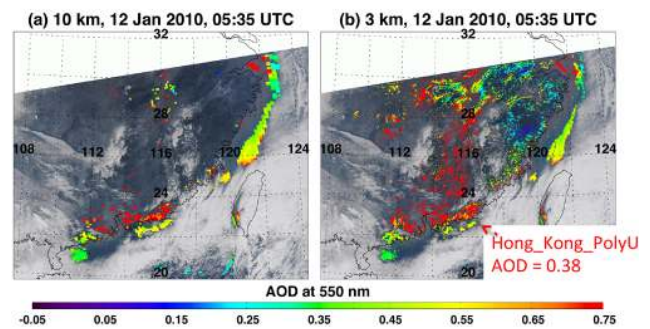 (a) 10 km, 12 Jan 2010, 05:35 UTC
(b) 3 km, 12 Jan 2010, 05:35 UTC
32
28
108 112 116 120 124
24
20
32
28
108 112 116 120 124
24
20
Hong_Kong_PolyU
AOD = 0.38
AOD at 550 nm
-0.05 0.05 0.15 0.25 0.35 0.45 0.55 0.65 0.75